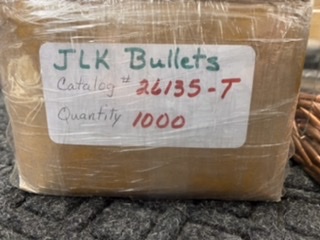 JLK Bullets
Catalog # 26135-T
Quantity 1000